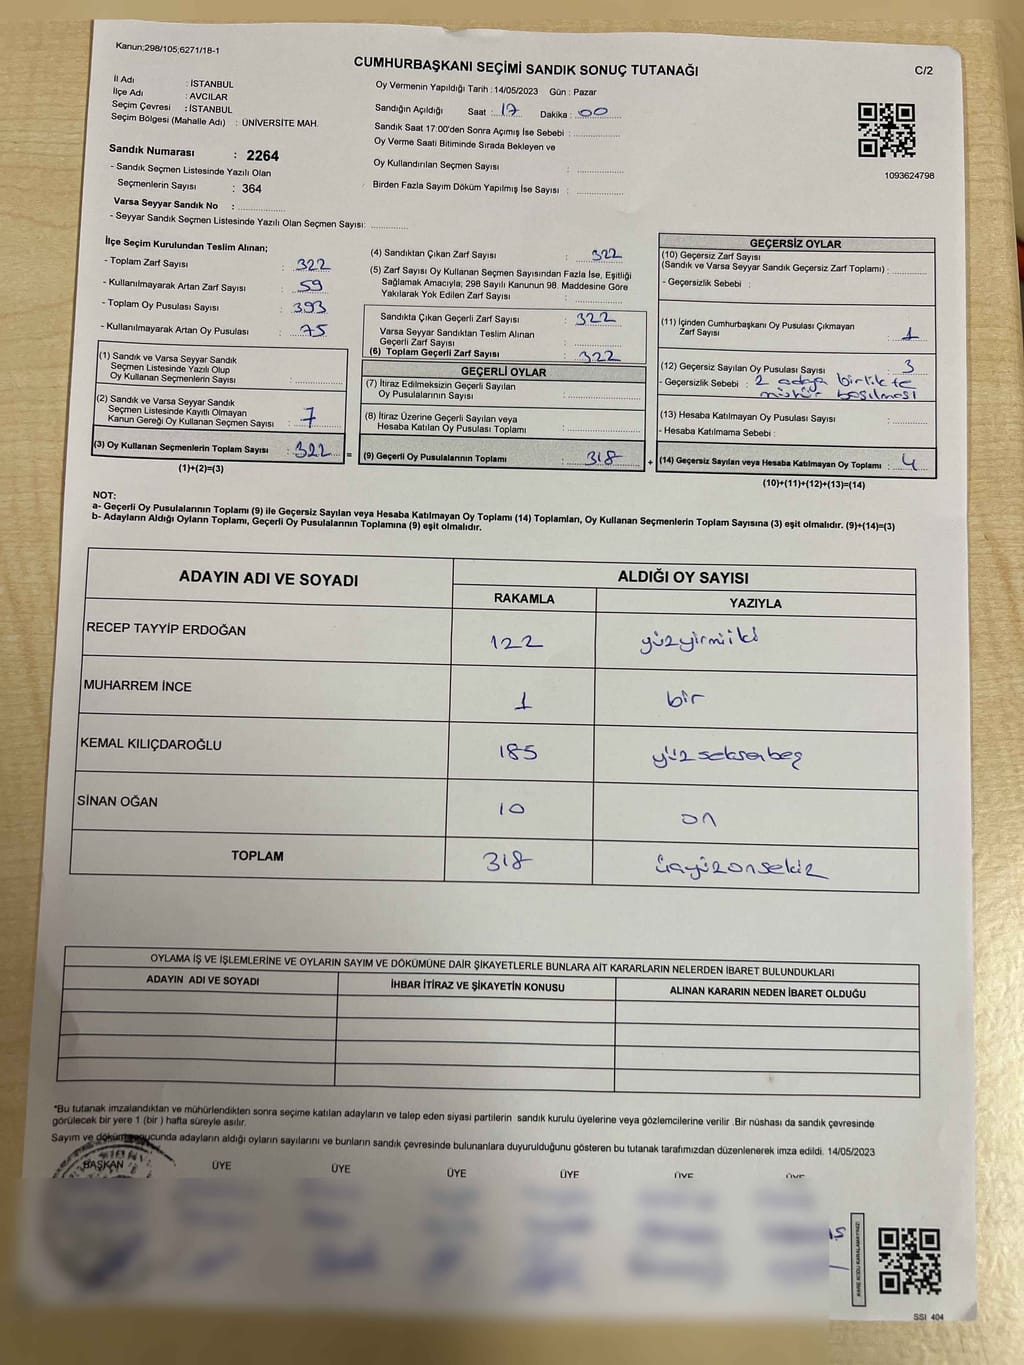 Kanun;298/105;6271/18-1
CUMHURBAŞKANI SEÇİMİ SANDIK SONUÇ TUTANAĞI
C/2
İl Adı : İSTANBUL
İlçe Adı : AVCILAR
Seçim Çevresi : İSTANBUL
Seçim Bölgesi (Mahalle Adı) : ÜNİVERSİTE MAH.
Oy Vermenin Yapıldığı Tarih : 14/05/2023 Gün : Pazar
Sandığın Açıldığı Saat : 17 Dakika : 00
Sandık Saat 17:00'den Sonra Açımış İse Sebebi :
Oy Verme Saati Bitiminde Sırada Bekleyen ve
Oy Kullandırılan Seçmen Sayısı :
Birden Fazla Sayım Döküm Yapılmış İse Sayısı :
1093624798
Sandık Numarası : 2264
- Sandık Seçmen Listesinde Yazılı Olan
Seçmenlerin Sayısı : 364
Varsa Seyyar Sandık No :
- Seyyar Sandık Seçmen Listesinde Yazılı Olan Seçmen Sayısı:
İlçe Seçim Kurulundan Teslim Alınan;
- Toplam Zarf Sayısı : 322
- Kullanılmayarak Artan Zarf Sayısı : 59
- Toplam Oy Pusulası Sayısı : 393
- Kullanılmayarak Artan Oy Pusulası : 75
(1) Sandık ve Varsa Seyyar Sandık
Seçmen Listesinde Yazılı Olup
Oy Kullanan Seçmenlerin Sayısı :
(2) Sandık ve Varsa Seyyar Sandık
Seçmen Listesinde Kayıtlı Olmayan
Kanun Gereği Oy Kullanan Seçmen Sayısı : 7
(3) Oy Kullanan Seçmenlerin Toplam Sayısı : 322 =
(1)+(2)=(3)
(4) Sandıktan Çıkan Zarf Sayısı : 322
(5) Zarf Sayısı Oy Kullanan Seçmen Sayısından Fazla İse, Eşitliği
Sağlamak Amacıyla; 298 Sayılı Kanunun 98. Maddesine Göre
Yakılarak Yok Edilen Zarf Sayısı :
Sandıkta Çıkan Geçerli Zarf Sayısı : 322
Varsa Seyyar Sandıktan Teslim Alınan
Geçerli Zarf Sayısı :
(6) Toplam Geçerli Zarf Sayısı : 322
GEÇERLİ OYLAR
(7) İtiraz Edilmeksizin Geçerli Sayılan
Oy Pusulalarının Sayısı :
(8) İtiraz Üzerine Geçerli Sayılan veya
Hesaba Katılan Oy Pusulası Toplamı :
(9) Geçerli Oy Pusulalarının Toplamı : 318 +
GEÇERSİZ OYLAR
(10) Geçersiz Zarf Sayısı
(Sandık ve Varsa Seyyar Sandık Geçersiz Zarf Toplamı) :
- Geçersizlik Sebebi :
(11) İçinden Cumhurbaşkanı Oy Pusulası Çıkmayan
Zarf Sayısı : 1
(12) Geçersiz Sayılan Oy Pusulası Sayısı : 3
- Geçersizlik Sebebi : 2 adaya birlikte
mühür basılması
(13) Hesaba Katılmayan Oy Pusulası Sayısı :
- Hesaba Katılmama Sebebi :
(14) Geçersiz Sayılan veya Hesaba Katılmayan Oy Toplamı : 4
(10)+(11)+(12)+(13)=(14)
NOT:
a- Geçerli Oy Pusulalarının Toplamı (9) ile Geçersiz Sayılan veya Hesaba Katılmayan Oy Toplamı (14) Toplamları, Oy Kullanan Seçmenlerin Toplam Sayısına (3) eşit olmalıdır. (9)+(14)=(3)
b- Adayların Aldığı Oyların Toplamı, Geçerli Oy Pusulalarının Toplamına (9) eşit olmalıdır.
ADAYIN ADI VE SOYADI
ALDIĞI OY SAYISI
RAKAMLA YAZIYLA
RECEP TAYYİP ERDOĞAN 122 yüzyirmiiki
MUHARREM İNCE 1 bir
KEMAL KILIÇDAROĞLU 185 yüzseksenbeş
SİNAN OĞAN 10 on
TOPLAM 318 üçyüzonsekiz
OYLAMA İŞ VE İŞLEMLERİNE VE OYLARIN SAYIM VE DÖKÜMÜNE DAİR ŞİKAYETLERLE BUNLARA AİT KARARLARIN NELERDEN İBARET BULUNDUKLARI
ADAYIN ADI VE SOYADI İHBAR İTİRAZ VE ŞİKAYETİN KONUSU ALINAN KARARIN NEDEN İBARET OLDUĞU
*Bu tutanak imzalandıktan ve mühürlendikten sonra seçime katılan adayların ve talep eden siyasi partilerin sandık kurulu üyelerine veya gözlemcilerine verilir .Bir nüshası da sandık çevresinde
görülecek bir yere 1 (bir ) hafta süreyle asılır.
Sayım ve döküm sonucunda adayların aldığı oyların sayılarını ve bunların sandık çevresinde bulunanlara duyurulduğunu gösteren bu tutanak tarafımızdan düzenlenerek imza edildi. 14/05/2023
BAŞKAN ÜYE ÜYE ÜYE ÜYE ÜYE ÜYE
KARE KODU KARALAMAYINIZ!
SSI 404